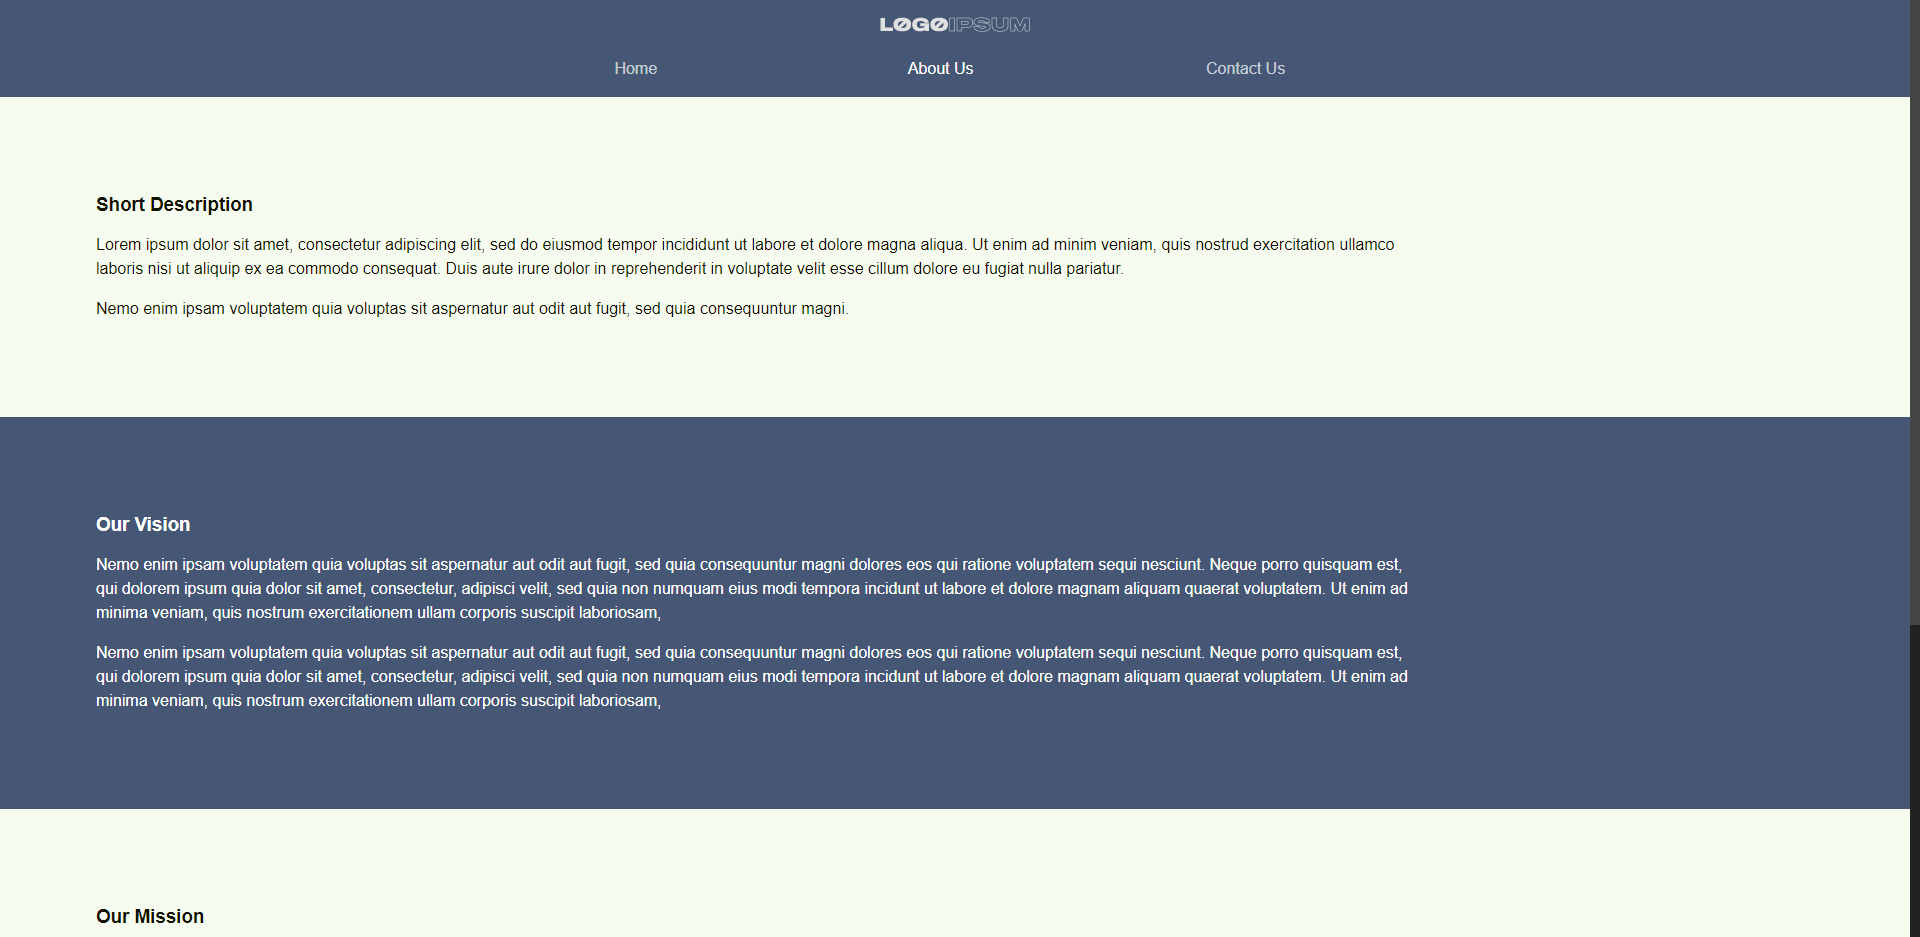 LOGOIPSUM
Home About Us Contact Us
Short Description
Lorem ipsum dolor sit amet, consectetur adipiscing elit, sed do eiusmod tempor incididunt ut labore et dolore magna aliqua. Ut enim ad minim veniam, quis nostrud exercitation ullamco
laboris nisi ut aliquip ex ea commodo consequat. Duis aute irure dolor in reprehenderit in voluptate velit esse cillum dolore eu fugiat nulla pariatur.
Nemo enim ipsam voluptatem quia voluptas sit aspernatur aut odit aut fugit, sed quia consequuntur magni.
Our Vision
Nemo enim ipsam voluptatem quia voluptas sit aspernatur aut odit aut fugit, sed quia consequuntur magni dolores eos qui ratione voluptatem sequi nesciunt. Neque porro quisquam est,
qui dolorem ipsum quia dolor sit amet, consectetur, adipisci velit, sed quia non numquam eius modi tempora incidunt ut labore et dolore magnam aliquam quaerat voluptatem. Ut enim ad
minima veniam, quis nostrum exercitationem ullam corporis suscipit laboriosam,
Nemo enim ipsam voluptatem quia voluptas sit aspernatur aut odit aut fugit, sed quia consequuntur magni dolores eos qui ratione voluptatem sequi nesciunt. Neque porro quisquam est,
qui dolorem ipsum quia dolor sit amet, consectetur, adipisci velit, sed quia non numquam eius modi tempora incidunt ut labore et dolore magnam aliquam quaerat voluptatem. Ut enim ad
minima veniam, quis nostrum exercitationem ullam corporis suscipit laboriosam,
Our Mission